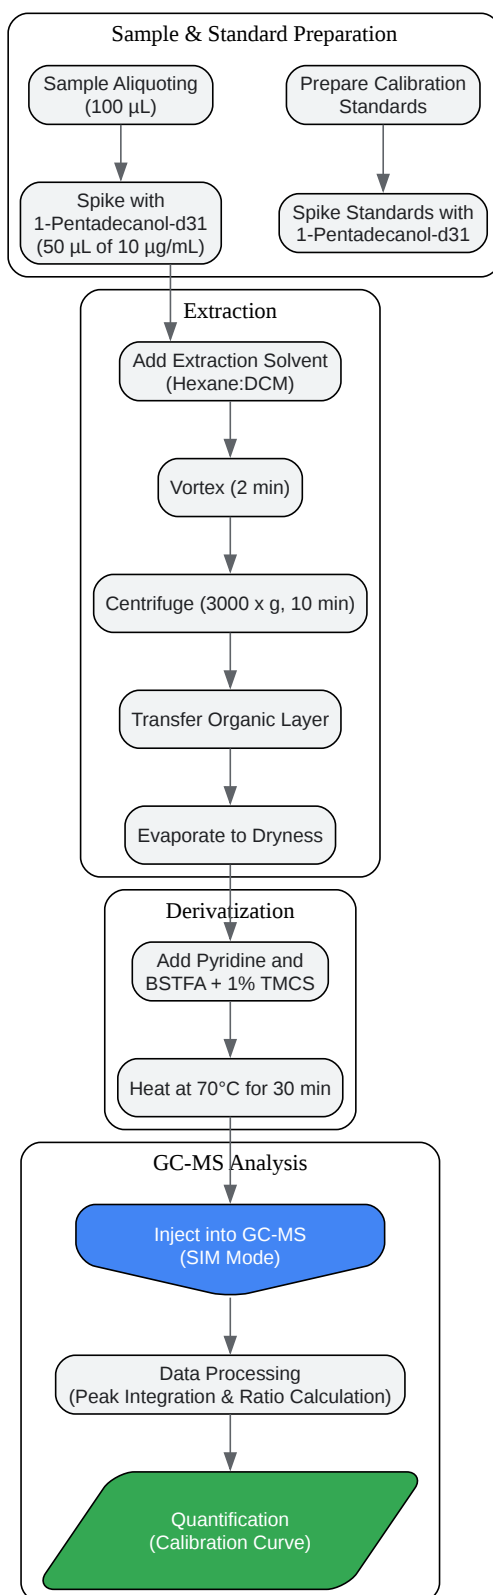 Sample & Standard Preparation
Sample Aliquoting
(100 µL)
Prepare Calibration
Standards
Spike with
1-Pentadecanol-d31
(50 µL of 10 µg/mL)
Spike Standards with
1-Pentadecanol-d31
Extraction
Add Extraction Solvent
(Hexane:DCM)
Vortex (2 min)
Centrifuge (3000 x g, 10 min)
Transfer Organic Layer
Evaporate to Dryness
Derivatization
Add Pyridine and
BSTFA + 1% TMCS
Heat at 70°C for 30 min
GC-MS Analysis
Inject into GC-MS
(SIM Mode)
Data Processing
(Peak Integration & Ratio Calculation)
Quantification
(Calibration Curve)